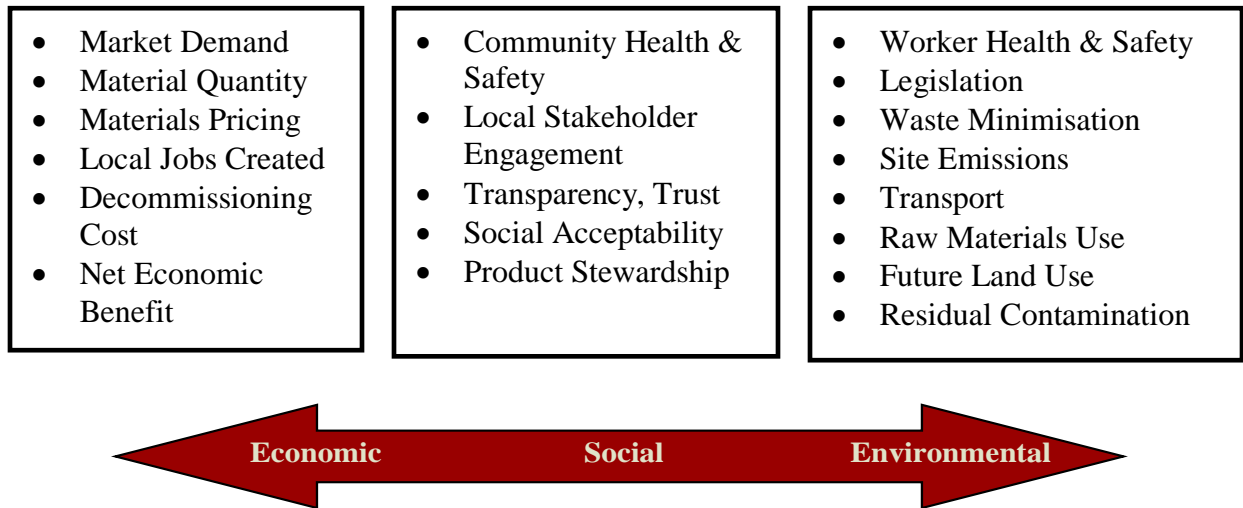 • Market Demand
• Material Quantity
• Materials Pricing
• Local Jobs Created
• Decommissioning
Cost
• Net Economic
Benefit
• Community Health &
Safety
• Local Stakeholder
Engagement
• Transparency, Trust
• Social Acceptability
• Product Stewardship
• Worker Health & Safety
• Legislation
• Waste Minimisation
• Site Emissions
• Transport
• Raw Materials Use
• Future Land Use
• Residual Contamination
Economic Social Environmental